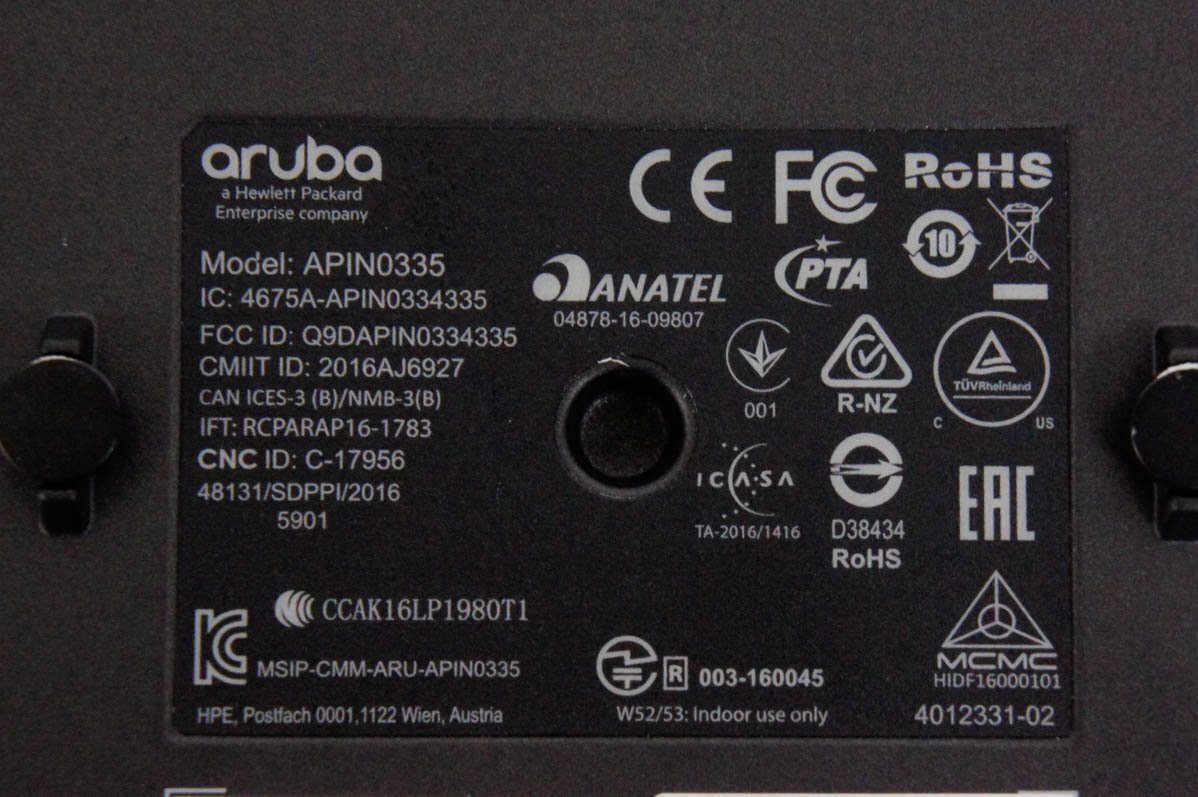 aruba
a Hewlett Packard
Enterprise company
Model: APIN0335
IC: 4675A-APIN0334335
FCC ID: Q9DAPIN0334335
CMIIT ID: 2016AJ6927
CAN ICES-3 (B)/NMB-3(B)
IFT: RCPARAP16-1783
CNC ID: C-17956
48131/SDPPI/2016
5901
CCAK16LP1980T1
KC
MSIP-CMM-ARU-APIN0335
HPE, Postfach 0001,1122 Wien, Austria
CE
FC
RoHS
10
ANATEL
04878-16-09807
PTA
001
R-NZ
TÜVRheinland
C US
ICASA
TA-2016/1416
D38434
RoHS
EAC
R 003-160045
W52/53: Indoor use only
MCMC
HIDF16000101
4012331-02